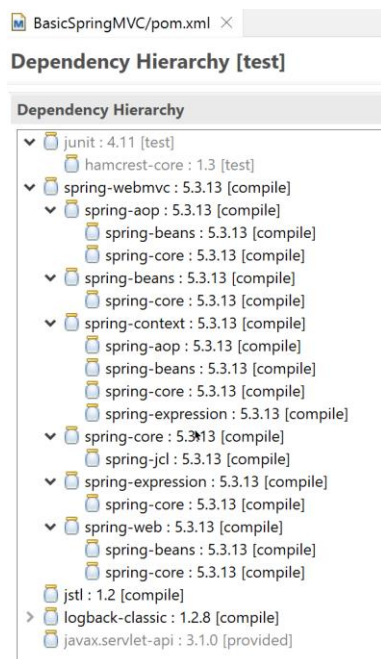 BasicSpringMVC/pom.xml
Dependency Hierarchy [test]
Dependency Hierarchy
junit : 4.11 [test]
hamcrest-core : 1.3 [test]
spring-webmvc : 5.3.13 [compile]
spring-aop : 5.3.13 [compile]
spring-beans : 5.3.13 [compile]
spring-core : 5.3.13 [compile]
spring-beans : 5.3.13 [compile]
spring-core : 5.3.13 [compile]
spring-context : 5.3.13 [compile]
spring-aop : 5.3.13 [compile]
spring-beans : 5.3.13 [compile]
spring-core : 5.3.13 [compile]
spring-expression : 5.3.13 [compile]
spring-core : 5.3.13 [compile]
spring-jcl : 5.3.13 [compile]
spring-expression : 5.3.13 [compile]
spring-core : 5.3.13 [compile]
spring-web : 5.3.13 [compile]
spring-beans : 5.3.13 [compile]
spring-core : 5.3.13 [compile]
jstl : 1.2 [compile]
logback-classic : 1.2.8 [compile]
javax.servlet-api : 3.1.0 [provided]